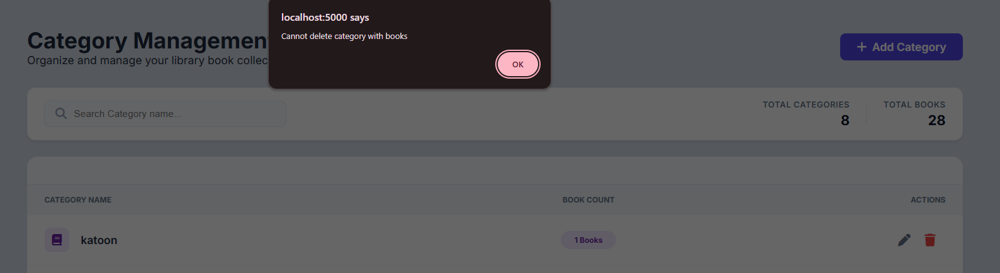 localhost:5000 says
Cannot delete category with books
OK
Category Management
Organize and manage your library book collec
Add Category
Search Category name...
TOTAL CATEGORIES
8
TOTAL BOOKS
28
CATEGORY NAME BOOK COUNT ACTIONS
katoon 1 Books